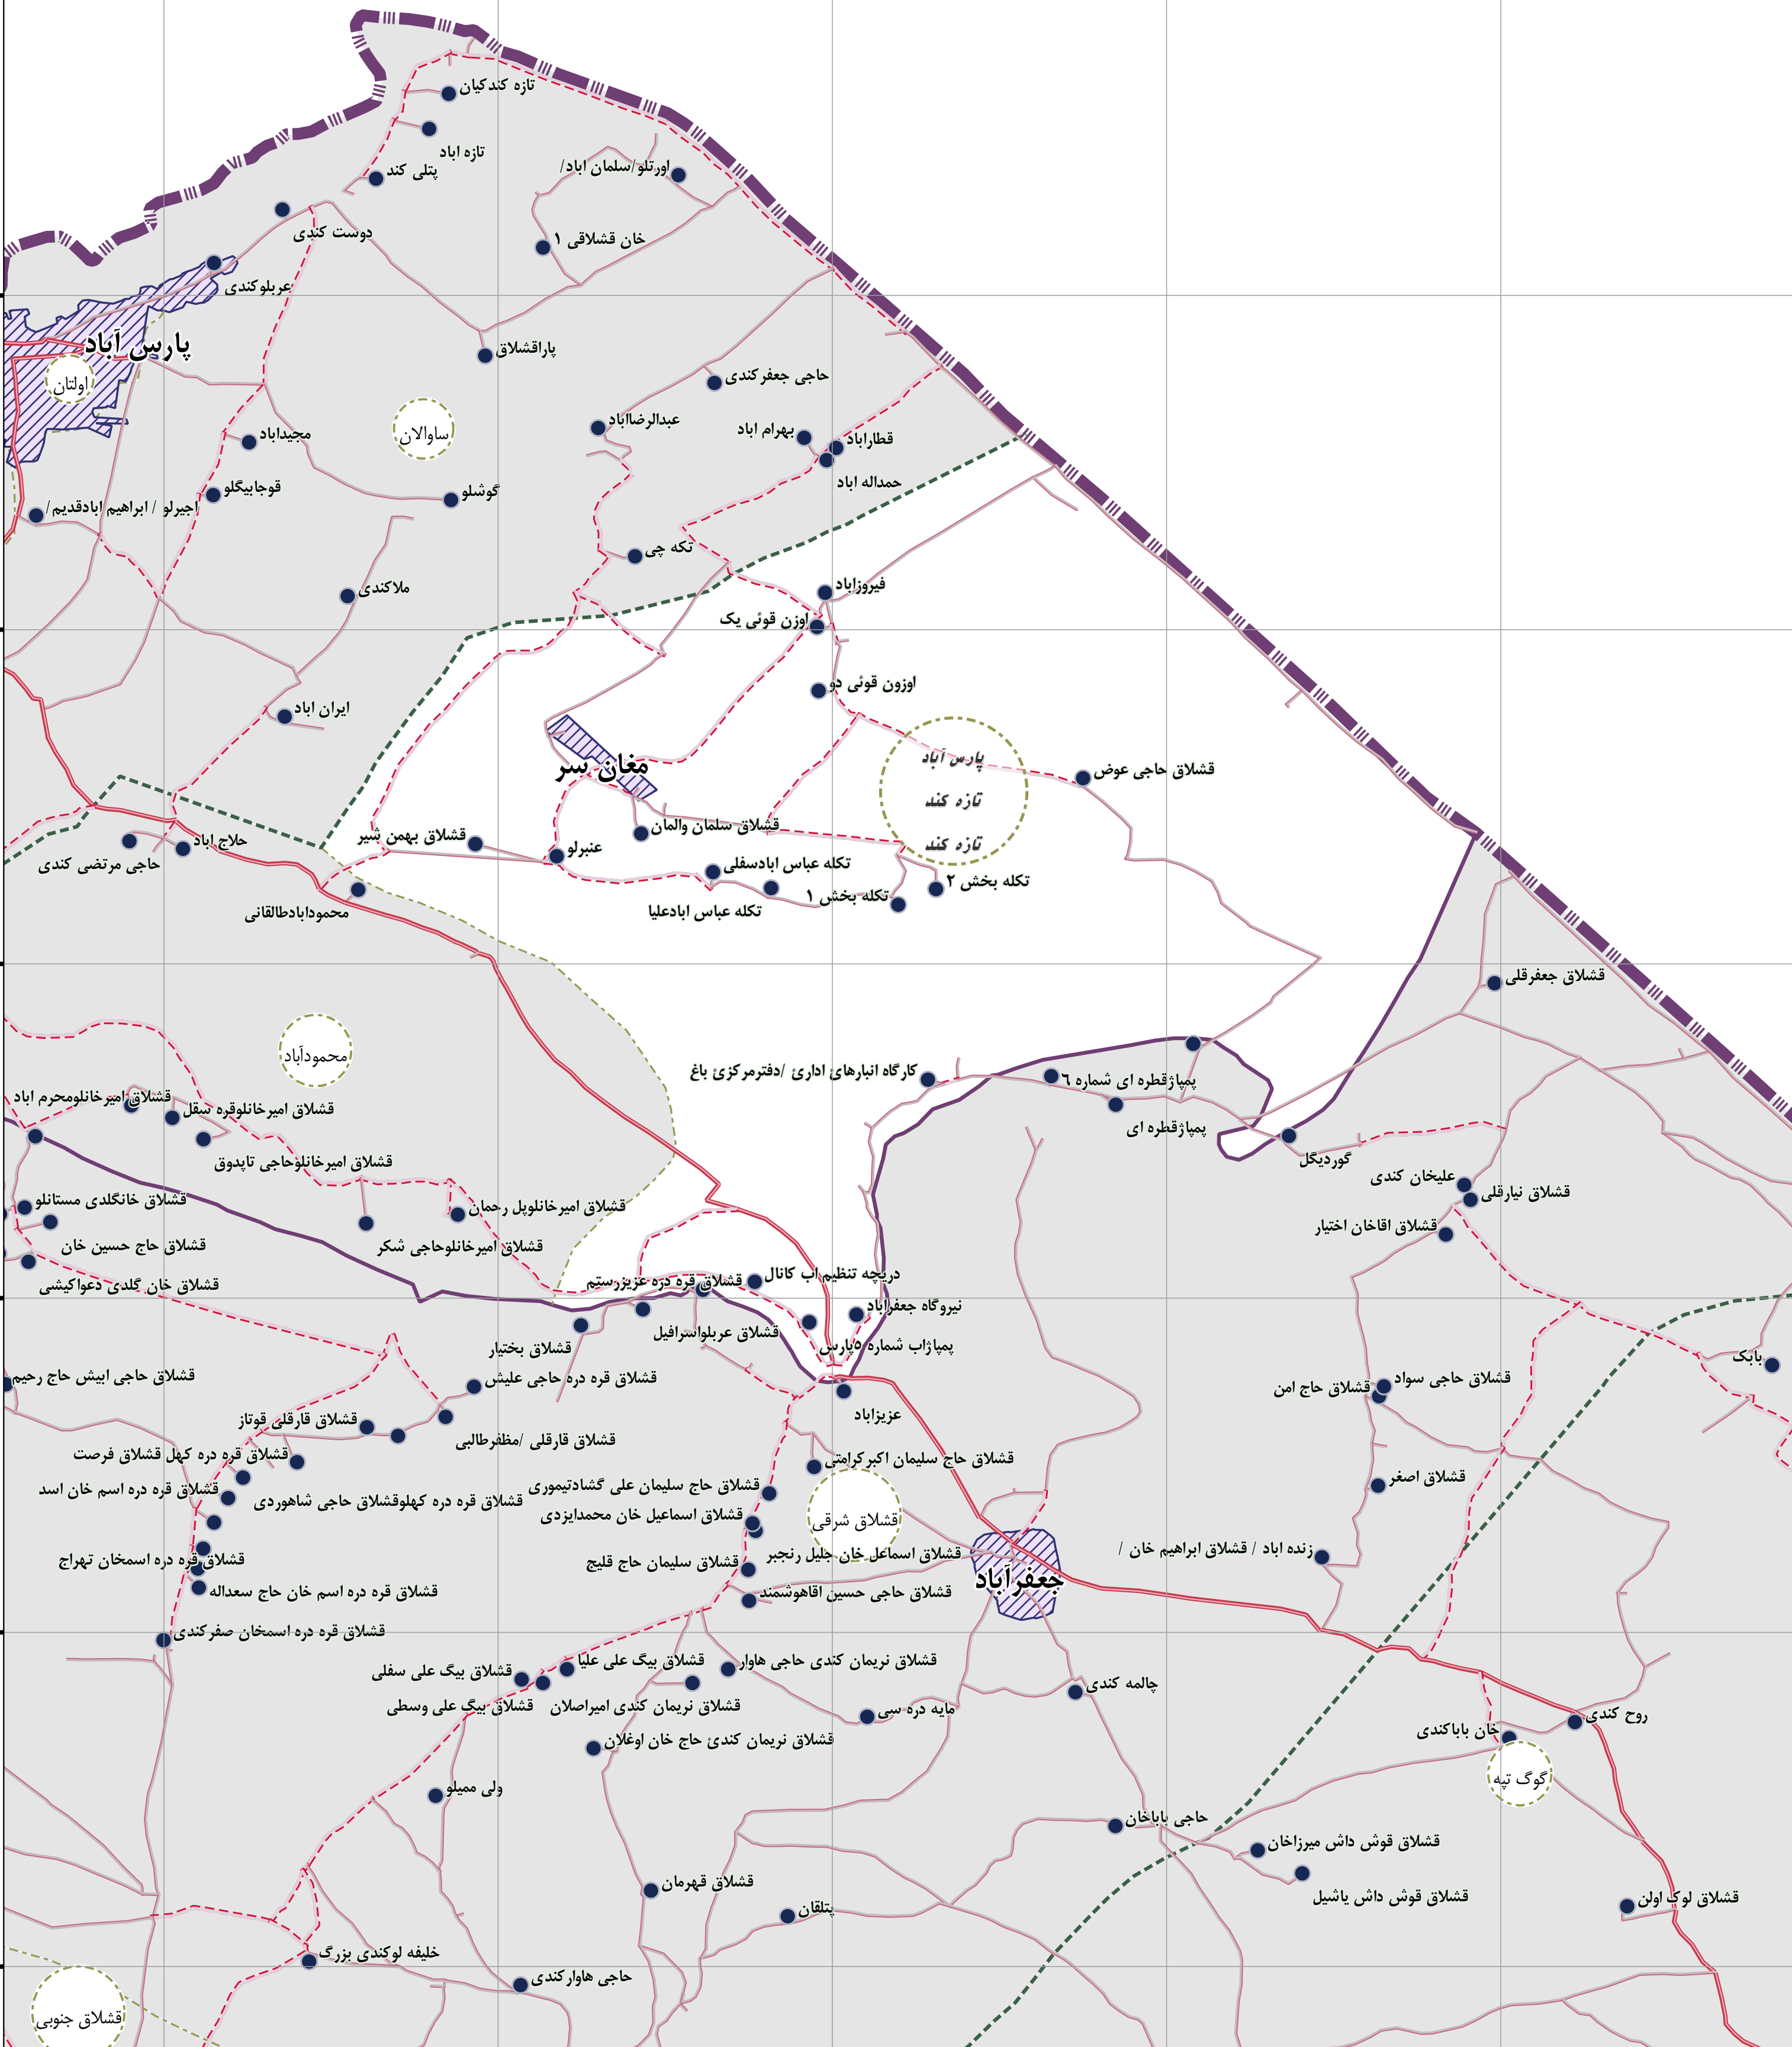 تازه کندکیان
تازه اباد
پتلی کند
اورتلو/سلمان اباد/
دوست کندی
خان قشلاقی ۱
عربلوکندی
پارس آباد
پاراقشلاق
اولتان
حاجی جعفرکندی
ساوالان
عبدالرضااباد
مجیداباد
بهرام اباد
قطاراباد
حمداله اباد
قوجابیگلو
گوشلو
اجیرلو / ابراهیم ابادقدیم/
تکه چی
ملاکندی
فیروزاباد
اوزن قوئی یک
اوزون قوئی دو
ایران اباد
مغان سر
پارس آباد
تازه کند
تازه کند
قشلاق حاجی عوض
قشلاق سلمان والمان
قشلاق بهمن شیر
عنبرلو
حلاج اباد
حاجی مرتضی کندی
تکله عباس ابادسفلی
تکله بخش ۲
تکله بخش ۱
تکله عباس ابادعلیا
محمودابادطالقانی
قشلاق جعفرقلی
محمودآباد
کارگاه انبارهای اداری /دفترمرکزی باغ
پمپاژقطره ای شماره ٦
پمپاژقطره ای
قشلاق امیرخانلومحرم اباد
قشلاق امیرخانلوقره سقل
قشلاق امیرخانلوحاجی تاپدوق
گوردیگل
علیخان کندی
قشلاق نیارقلی
قشلاق اقاخان اختیار
قشلاق خانگلدی مستانلو
قشلاق امیرخانلوپل رحمان
قشلاق حاج حسین خان
قشلاق امیرخانلوحاجی شکر
قشلاق خان گلدی دعواکیشی
قشلاق قره دره عزیزرستم
دریچه تنظیم اب کانال
نیروگاه جعفراباد
قشلاق عربلواسرافیل
پمپاژاب شماره ۵پارس
قشلاق بختیار
بابک
قشلاق حاجی ابیش حاج رحیم
قشلاق قره دره حاجی علیش
قشلاق حاجی سواد
قشلاق حاج امن
عزیزاباد
قشلاق قارقلی قوتاز
قشلاق قارقلی /مظفرطالبی
قشلاق قره دره کهل قشلاق فرصت
قشلاق حاج سلیمان اکبرکرامتی
قشلاق اصغر
قشلاق حاج سلیمان علی گشادتیموری
قشلاق قره دره اسم خان اسد
قشلاق قره دره کهلوقشلاق حاجی شاهوردی
قشلاق اسماعیل خان محمدایزدی
قشلاق شرقی
زنده اباد / قشلاق ابراهیم خان /
قشلاق اسماعل خان جلیل رنجبر
قشلاق سلیمان حاج قلیچ
قشلاق قره دره اسمخان تهراج
جعفرآباد
قشلاق حاجی حسین اقاهوشمند
قشلاق قره دره اسم خان حاج سعداله
قشلاق قره دره اسمخان صفرکندی
قشلاق نریمان کندی حاجی هاوار
قشلاق بیگ علی علیا
قشلاق بیگ علی سفلی
چالمه کندی
قشلاق نریمان کندی امیراصلان
قشلاق بیگ علی وسطی
مایه دره سی
روح کندی
خان باباکندی
قشلاق نریمان کندی حاج خان اوغلان
گوگ تپه
ولی ممیلو
حاجی باباخان
قشلاق قوش داش میرزاخان
قشلاق قهرمان
قشلاق قوش داش یاشیل
قشلاق لوک اولن
پتلقان
خلیفه لوکندی بزرگ
حاجی هاوارکندی
قشلاق جنوبی